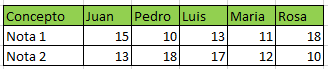 Concepto Juan Pedro Luis Maria Rosa
Nota 1 15 10 13 11 18
Nota 2 13 18 17 12 10